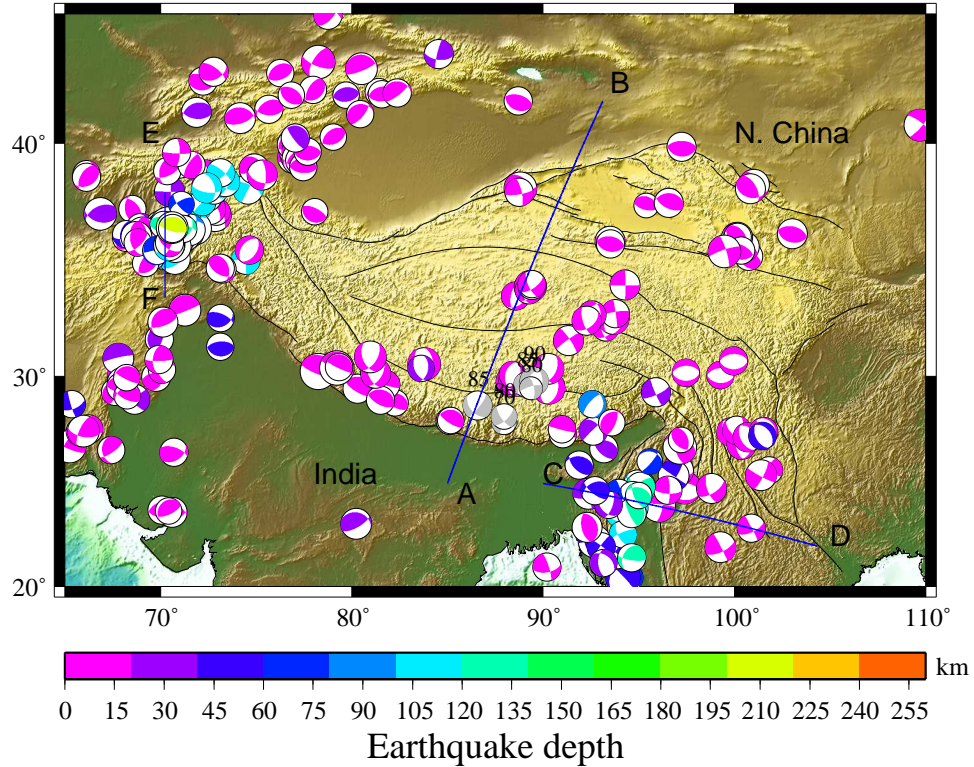 B
E
N. China
40˚
F
90
80
85
30˚
India
A
C
D
20˚
70˚ 80˚ 90˚ 100˚ 110˚
km
0 15 30 45 60 75 90 105 120 135 150 165 180 195 210 225 240 255
Earthquake depth